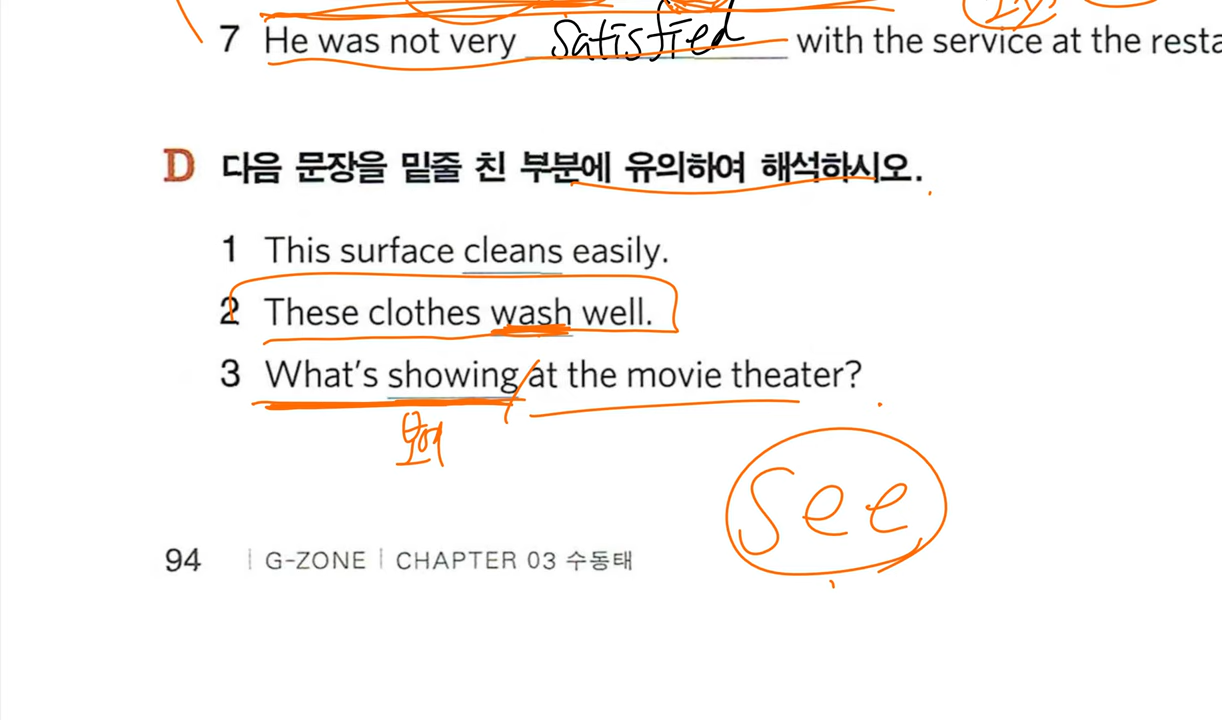 7 He was not very satisfied with the service at the resta
D 다음 문장을 밑줄 친 부분에 유의하여 해석하시오.
1 This surface cleans easily.
2 These clothes wash well.
3 What's showing at the movie theater?
See
94 | G-ZONE | CHAPTER 03 수동태